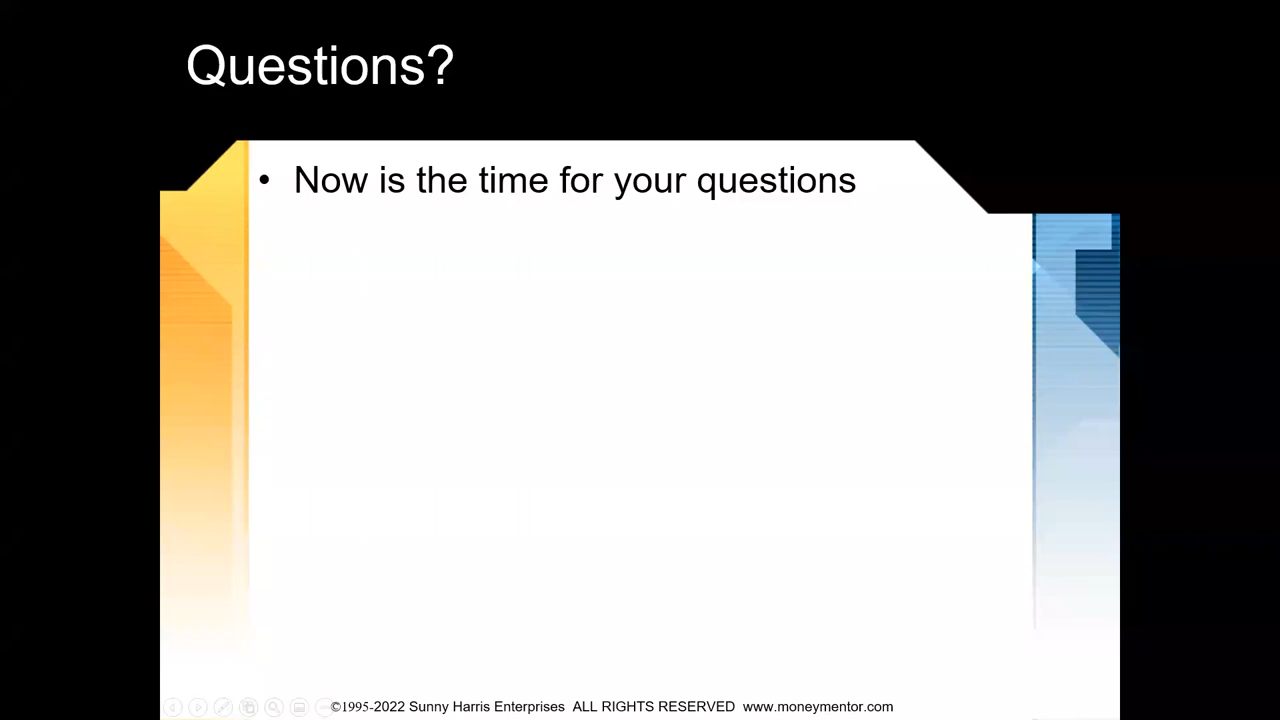 Questions?
• Now is the time for your questions
©1995-2022 Sunny Harris Enterprises  ALL RIGHTS RESERVED  www.moneymentor.com